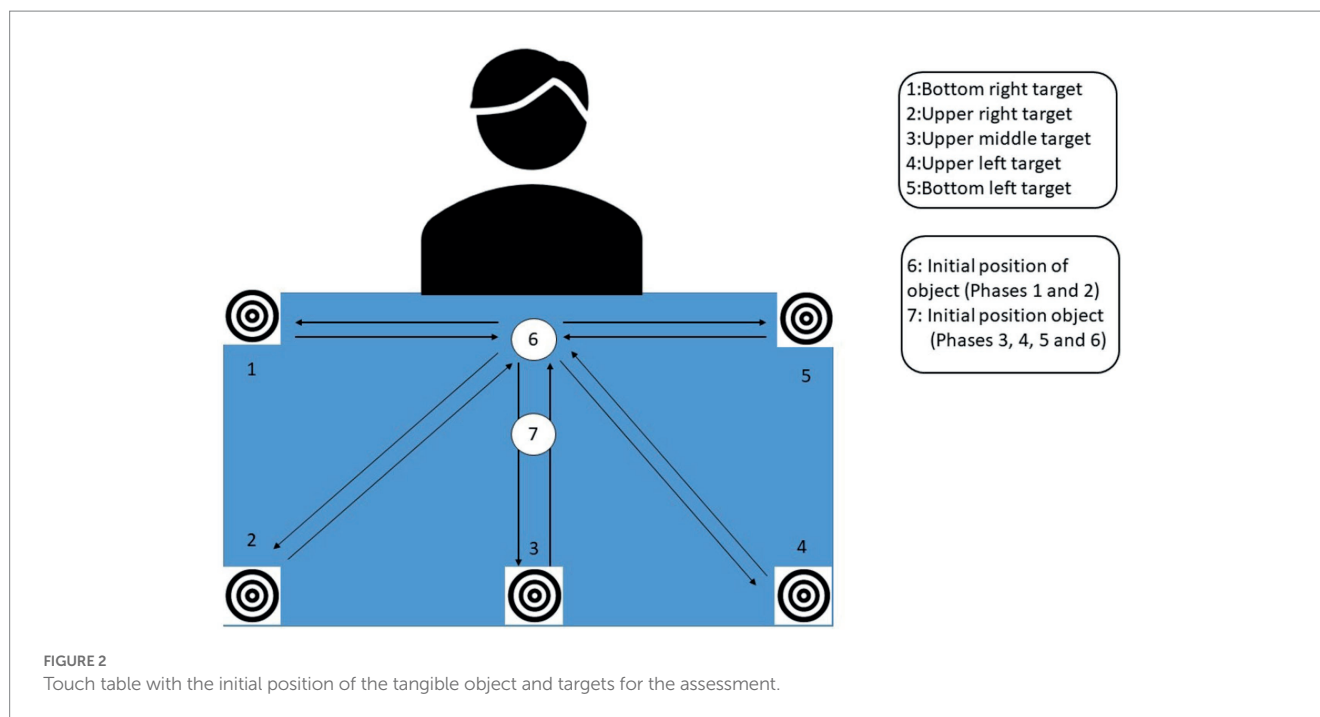 1:Bottom right target
2:Upper right target
3:Upper middle target
4:Upper left target
5:Bottom left target
6: Initial position of
object (Phases 1 and 2)
7: Initial position object
(Phases 3, 4, 5 and 6)
6
1
5
7
2
3
4
FIGURE 2
Touch table with the initial position of the tangible object and targets for the assessment.